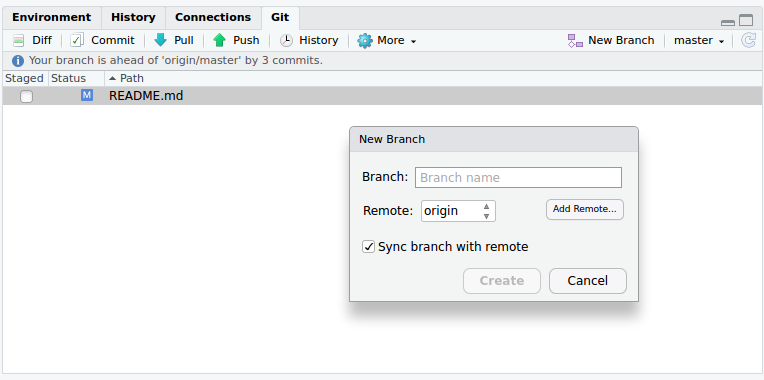 Environment History Connections Git
Diff Commit Pull Push History More New Branch master
Your branch is ahead of 'origin/master' by 3 commits.
Staged Status Path
M README.md
New Branch
Branch: Branch name
Remote: origin Add Remote...
Sync branch with remote
Create Cancel